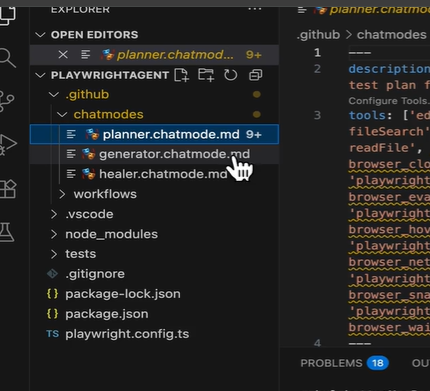 EXPLORER
OPEN EDITORS
planner.chatmod... 9+
PLAYWRIGHTAGENT
.github
chatmodes
planner.chatmode.md 9+
generator.chatmode.md
healer.chatmode.md
workflows
.vscode
node_modules
tests
.gitignore
{} package-lock.json
{} package.json
TS playwright.config.ts
planner.chatmod
.github > chatmodes
1 ---
2 description
test plan f
Configure Tools.
3 tools: ['ed
fileSearch'
readFile',
browser_clo
'playwright
browser_eva
'playwright
browser_hov
'playwright
browser_net
'playwright
browser_sna
'playwright
browser_wai
4 ---
PROBLEMS 18 OU